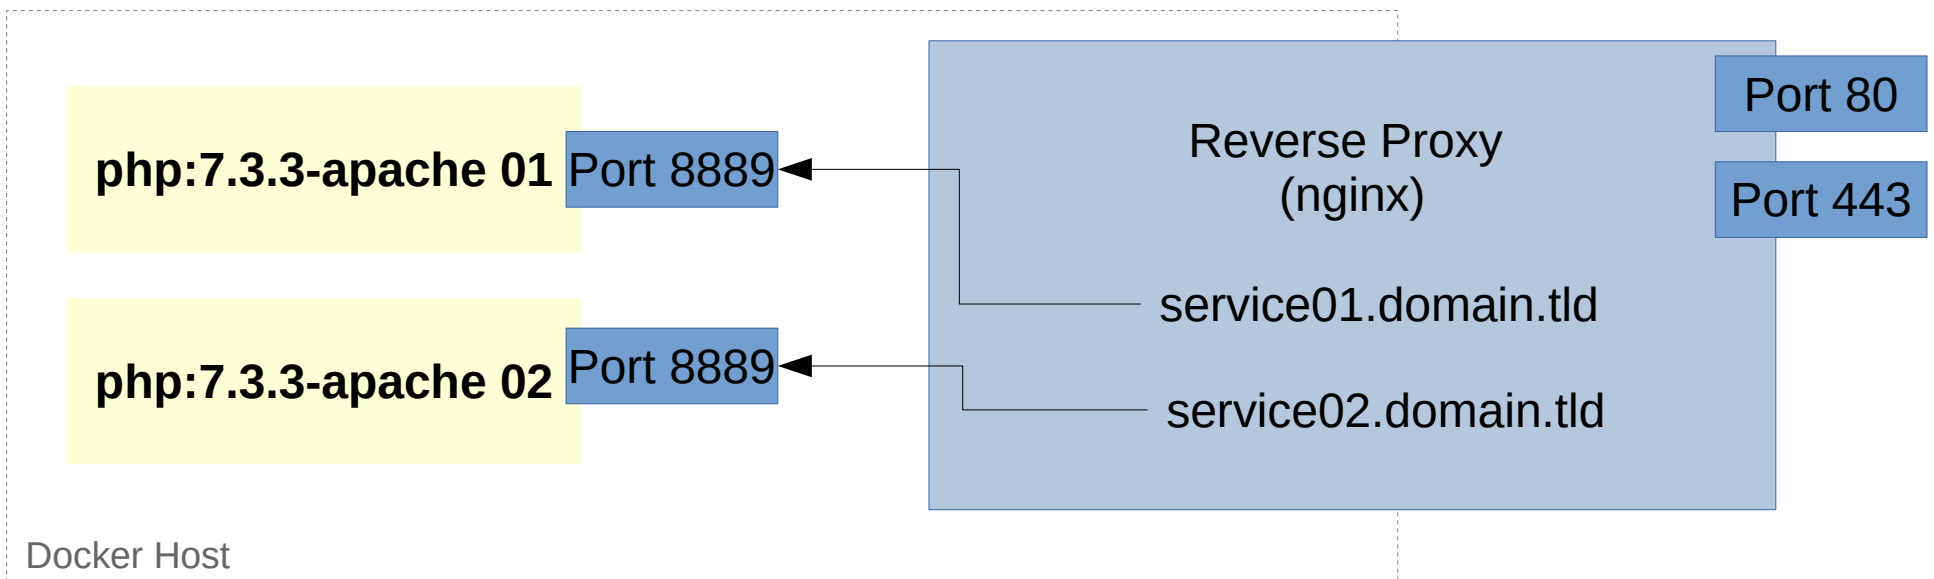 php:7.3.3-apache 01
Port 8889
Reverse Proxy
(nginx)
Port 80
Port 443
service01.domain.tld
php:7.3.3-apache 02
Port 8889
service02.domain.tld
Docker Host